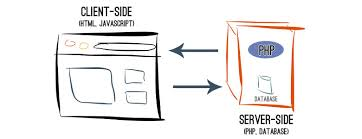 CLIENT-SIDE
(HTML, JAVASCRIPT)
PHP
DATABASE
SERVER-SIDE
(PHP, DATABASE)